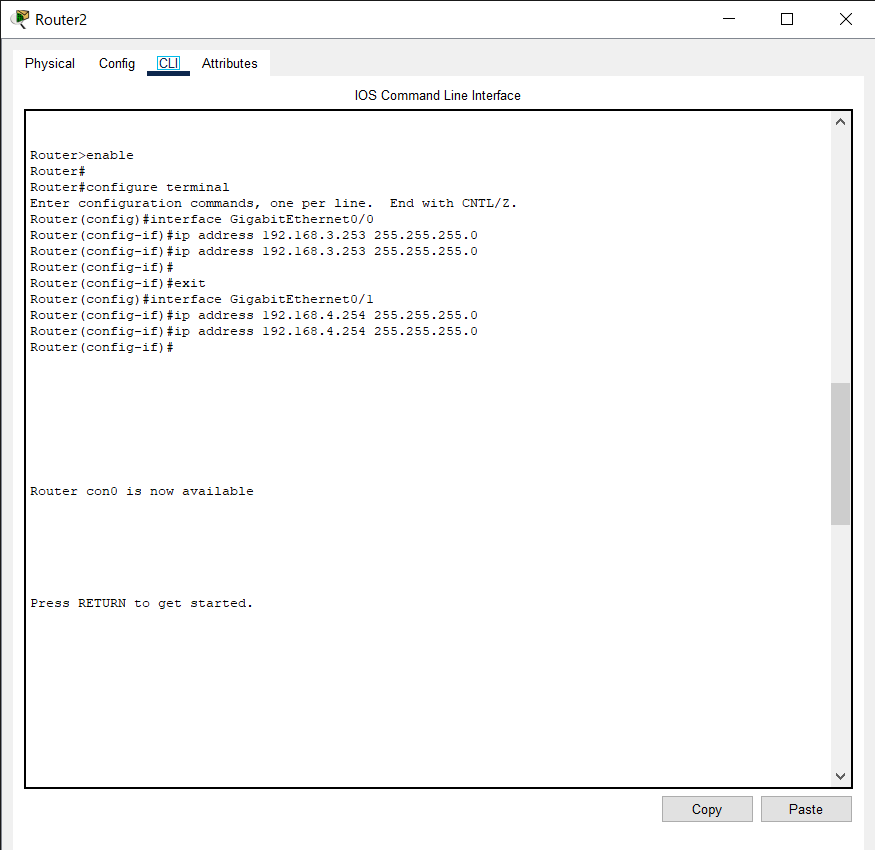 Router2
Physical Config CLI Attributes
IOS Command Line Interface
Router>enable
Router#
Router#configure terminal
Enter configuration commands, one per line.  End with CNTL/Z.
Router(config)#interface GigabitEthernet0/0
Router(config-if)#ip address 192.168.3.253 255.255.255.0
Router(config-if)#ip address 192.168.3.253 255.255.255.0
Router(config-if)#
Router(config-if)#exit
Router(config)#interface GigabitEthernet0/1
Router(config-if)#ip address 192.168.4.254 255.255.255.0
Router(config-if)#ip address 192.168.4.254 255.255.255.0
Router(config-if)#
Router con0 is now available
Press RETURN to get started.
Copy Paste